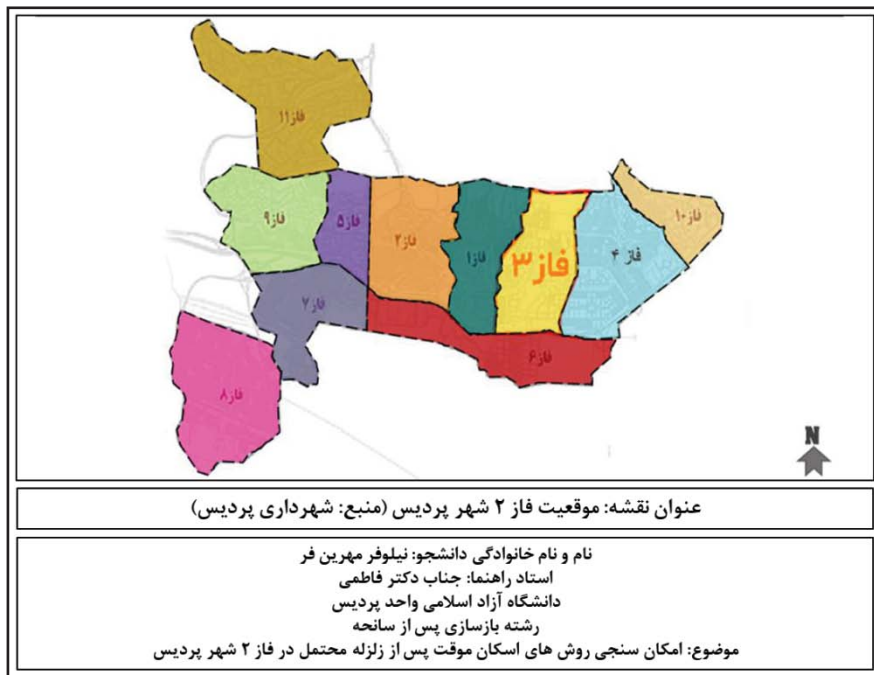 فاز۱۱
فاز۹
فاز۵
فاز۲
فاز۱
فاز۳
فاز ۴
فاز۱۰
فاز۷
فاز۶
فاز۸
N
عنوان نقشه: موقعیت فاز ۲ شهر پردیس (منبع: شهرداری پردیس)
نام و نام خانوادگی دانشجو: نیلوفر مهرین فر
استاد راهنما: جناب دکتر فاطمی
دانشگاه آزاد اسلامی واحد پردیس
رشته بازسازی پس از سانحه
موضوع: امکان سنجی روش های اسکان موقت پس از زلزله محتمل در فاز ۲ شهر پردیس